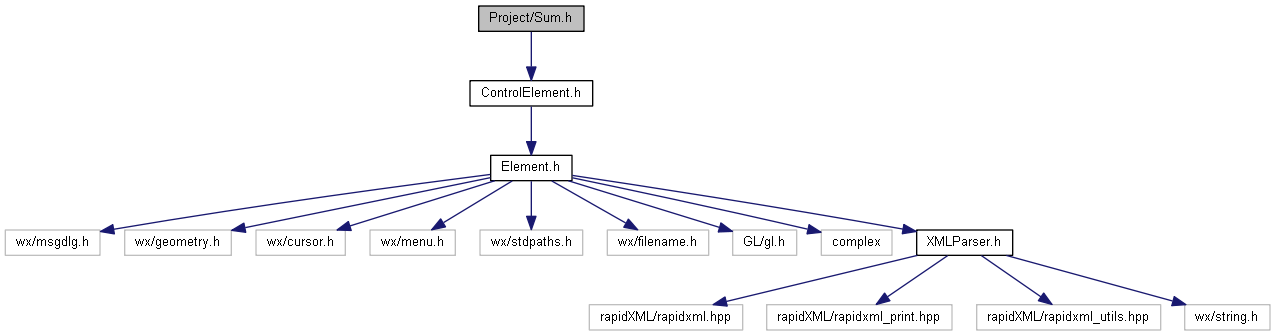 Project/Sum.h
ControlElement.h
Element.h
wx/msgdlg.h
wx/geometry.h
wx/cursor.h
wx/menu.h
wx/stdpaths.h
wx/filename.h
GL/gl.h
complex
XMLParser.h
rapidXML/rapidxml.hpp
rapidXML/rapidxml_print.hpp
rapidXML/rapidxml_utils.hpp
wx/string.h